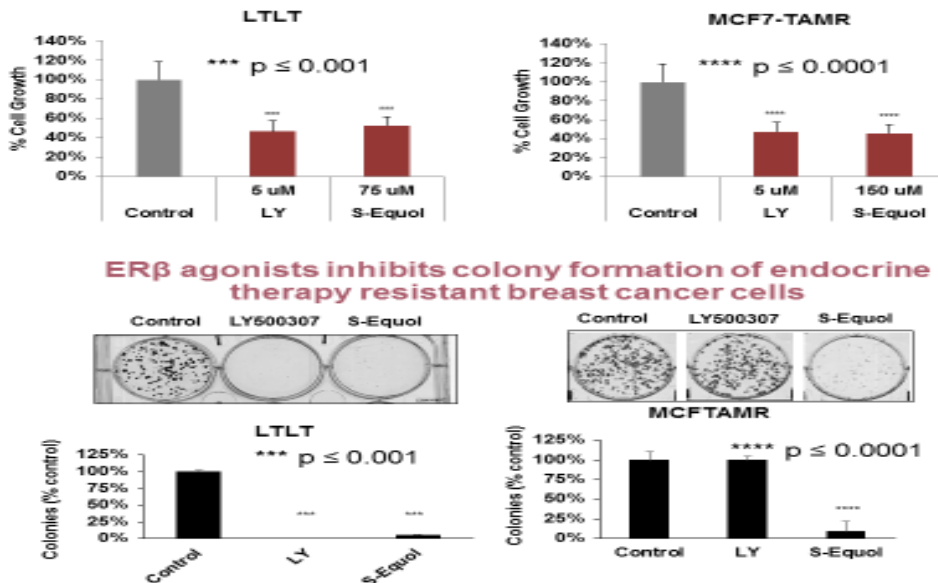 LTLT
140%
120%
100%
80%
60%
40%
20%
0%
% Cell Growth
*** p ≤ 0.001
***
***
5 uM
75 uM
Control
LY
S-Equol
MCF7-TAMR
140%
120%
100%
80%
60%
40%
20%
0%
% Cell Growth
**** p ≤ 0.0001
****
****
5 uM
150 uM
Control
LY
S-Equol
ERβ agonists inhibits colony formation of endocrine
therapy resistant breast cancer cells
Control LY500307 S-Equol
LTLT
125%
100%
75%
50%
25%
0%
Colonies (% control)
*** p ≤ 0.001
***
***
Control
LY
S-Equol
Control LY500307 S-Equol
MCFTAMR
125%
100%
75%
50%
25%
0%
Colonies (% control)
**** p ≤ 0.0001
****
Control
LY
S-Equol